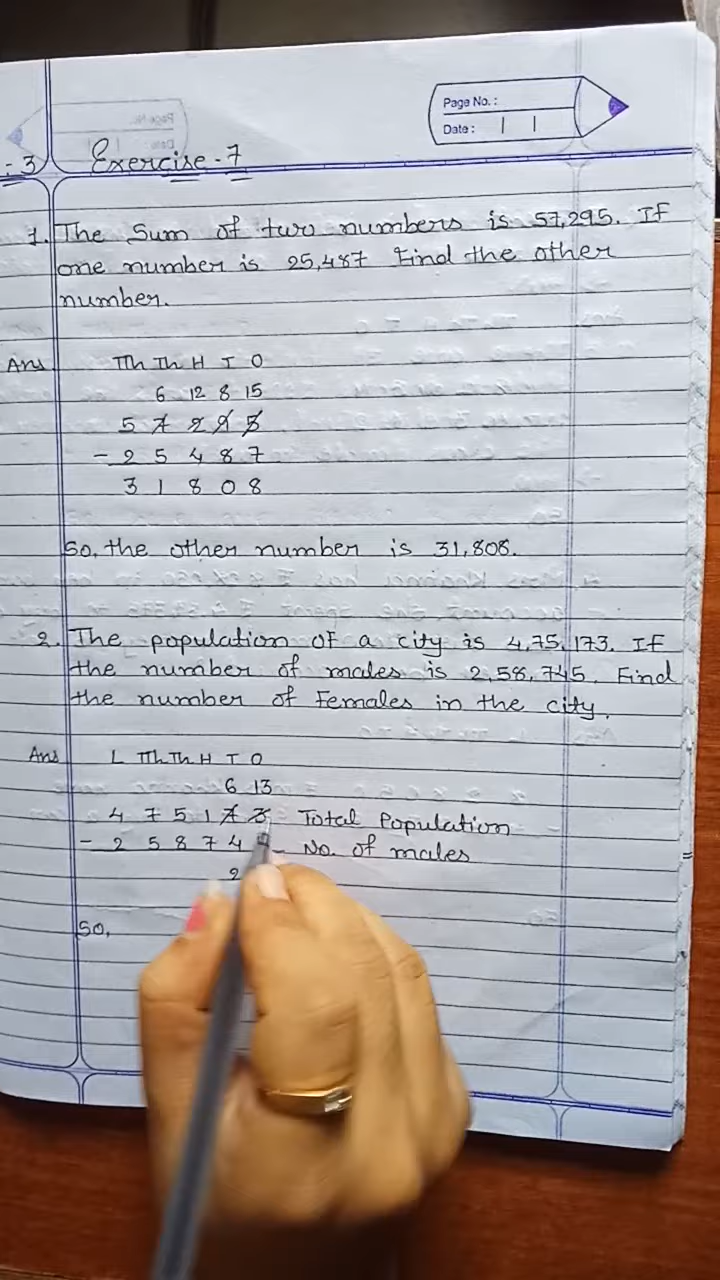 Page No. :
Date :
- 3 Exercise - 7
1. The Sum of two numbers is 57,295. If
one number is 25,487 Find the other
number.
Ans TTh Th H T O
6 12 8 15
5 7 2 9 5
- 2 5 4 8 7
3 1 8 0 8
So, the other number is 31,808.
2. The population of a city is 4,75,173. If
the number of males is 2,58,745. Find
the number of Females in the city.
Ans L TTh Th H T O
6 13
4 7 5 1 7 3 - Total Population
- 2 5 8 7 4 - No. of males
2
So,